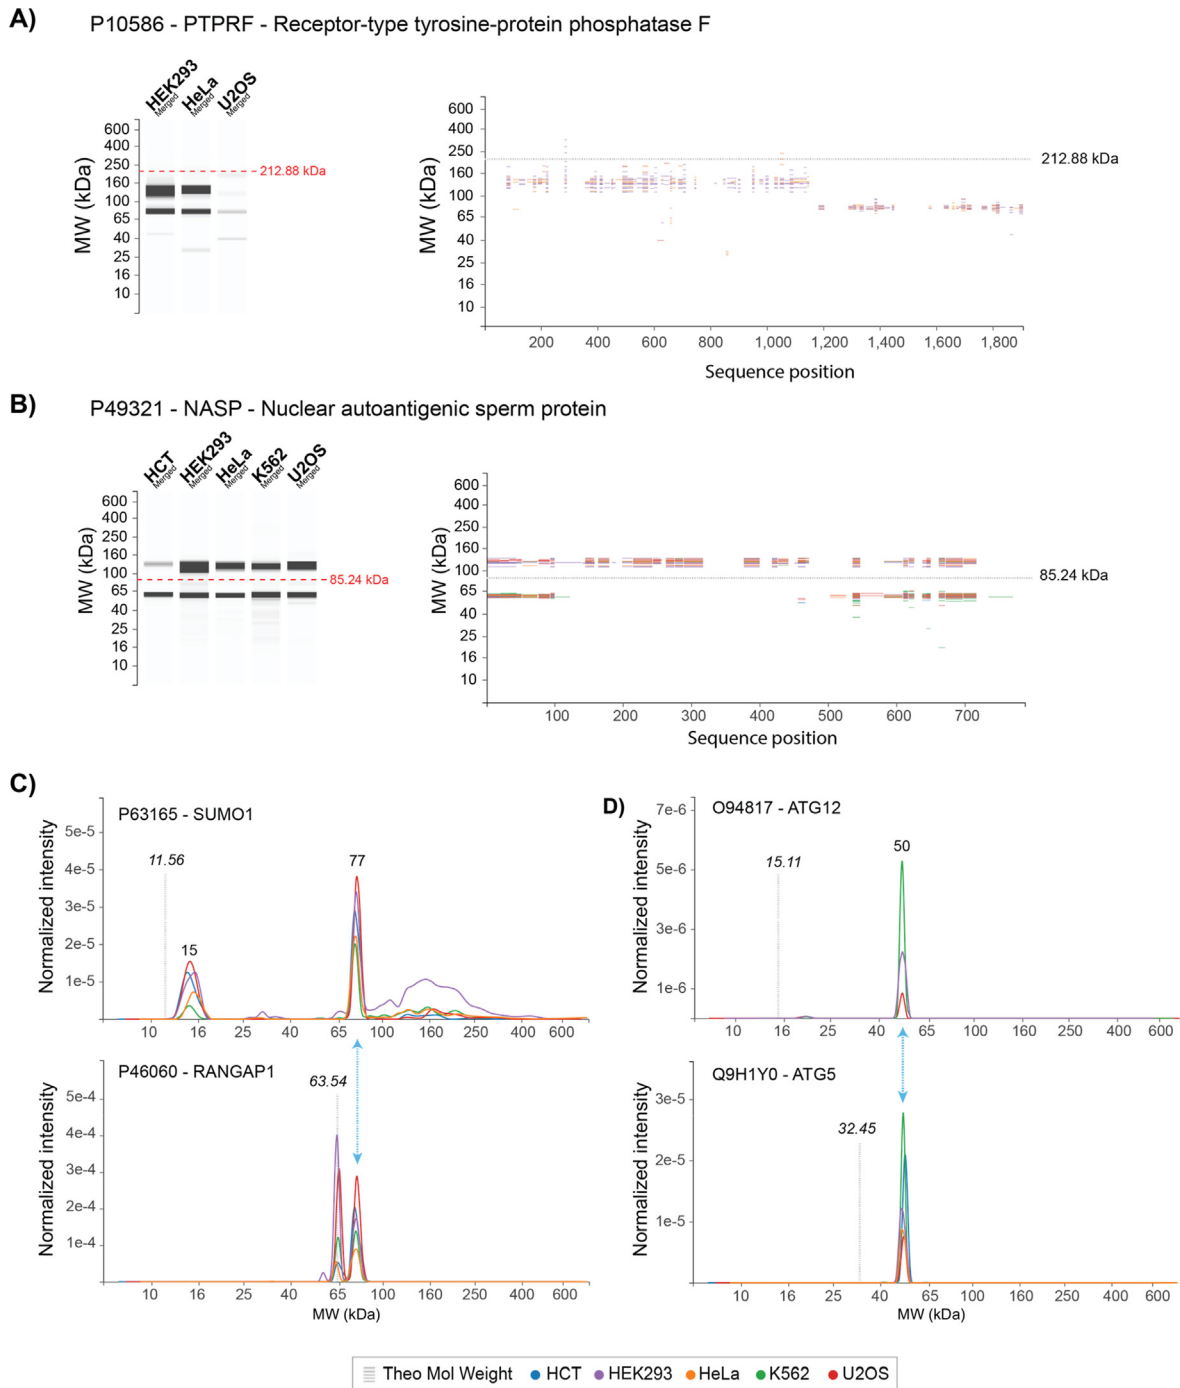 A)
P10586 - PTPRF - Receptor-type tyrosine-protein phosphatase F
HEK293 Merged
HeLa Merged
U2OS Merged
MW (kDa)
600
400
250
160
100
65
40
25
16
10
212.88 kDa
MW (kDa)
600
400
250
160
100
65
40
25
16
10
212.88 kDa
200 400 600 800 1,000 1,200 1,400 1,600 1,800
Sequence position
B)
P49321 - NASP - Nuclear autoantigenic sperm protein
HCT Merged
HEK293 Merged
HeLa Merged
K562 Merged
U2OS Merged
MW (kDa)
600
400
250
160
100
65
40
25
16
10
85.24 kDa
MW (kDa)
600
400
250
160
100
65
40
25
16
10
85.24 kDa
100 200 300 400 500 600 700
Sequence position
C)
P63165 - SUMO1
Normalized intensity
5e-5
4e-5
3e-5
2e-5
1e-5
11.56
15
77
10 16 25 40 65 100 160 250 400 600
P46060 - RANGAP1
Normalized intensity
5e-4
4e-4
3e-4
2e-4
1e-4
63.54
10 16 25 40 65 100 160 250 400 600
MW (kDa)
D)
O94817 - ATG12
Normalized intensity
7e-6
5e-6
3e-6
1e-6
15.11
50
10 16 25 40 65 100 160 250 400 600
Q9H1Y0 - ATG5
Normalized intensity
3e-5
2e-5
1e-5
32.45
10 16 25 40 65 100 160 250 400 600
MW (kDa)
Theo Mol Weight HCT HEK293 HeLa K562 U2OS